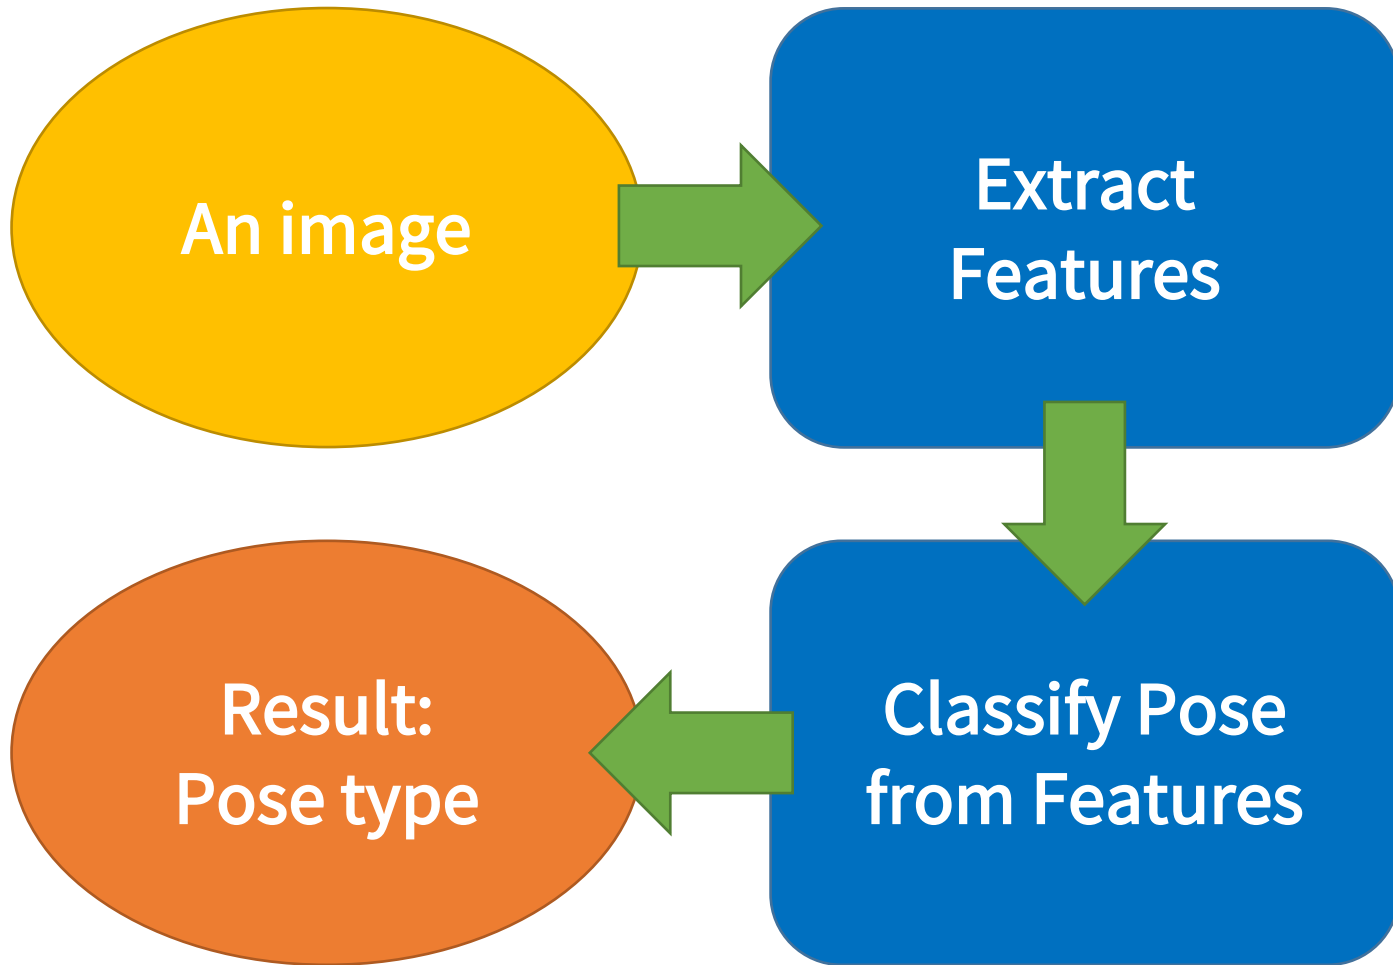 An image
Extract
Features
Classify Pose
from Features
Result:
Pose type